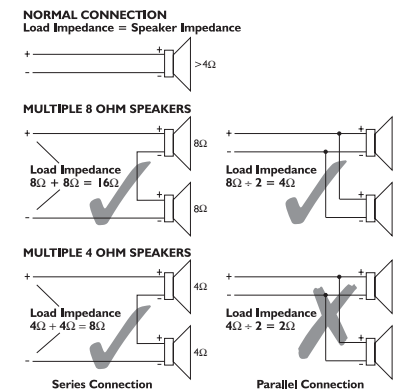 NORMAL CONNECTION
Load Impedance = Speaker Impedance
+ +
- -
>4Ω
MULTIPLE 8 OHM SPEAKERS
+ + + +
8Ω
- - -
Load Impedance Load Impedance
8Ω + 8Ω = 16Ω 8Ω ÷ 2 = 4Ω
+ +
8Ω
- - -
MULTIPLE 4 OHM SPEAKERS
+ + + +
4Ω
- - -
Load Impedance Load Impedance
4Ω + 4Ω = 8Ω 4Ω ÷ 2 = 2Ω
+ +
4Ω
- - -
Series Connection Parallel Connection